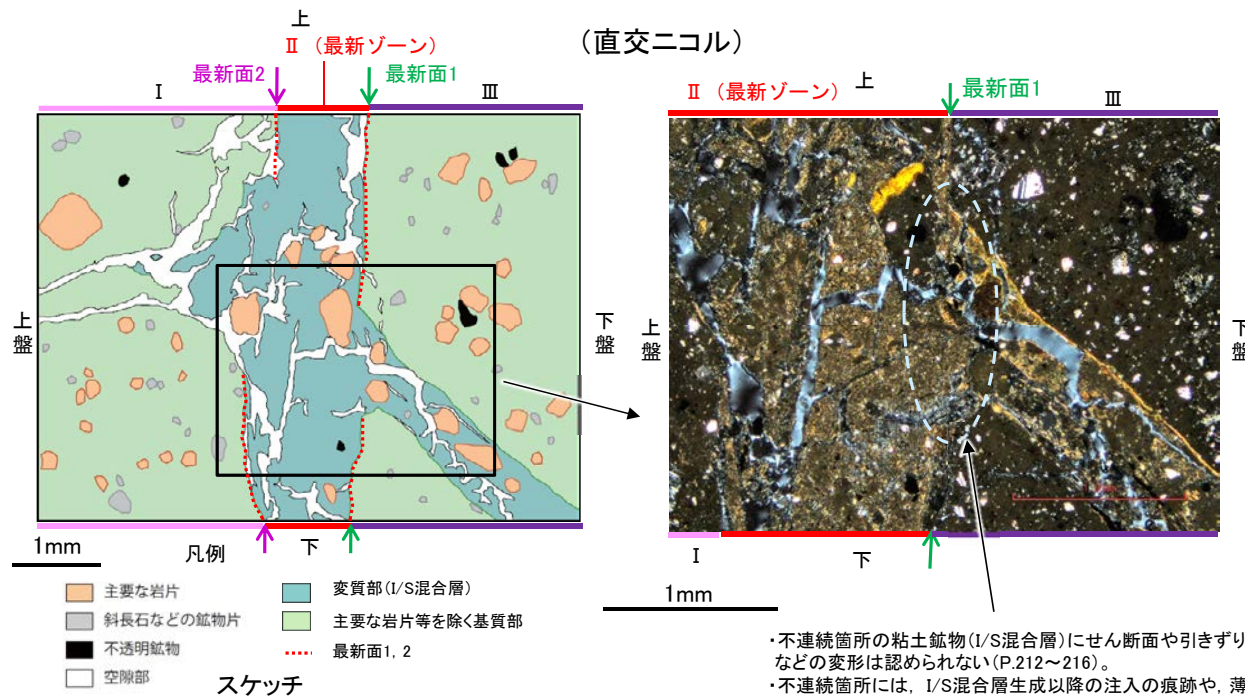 (直交ニコル)
上
Ⅱ (最新ゾーン)
最新面2
最新面1
Ⅰ
Ⅲ
上盤
下盤
1mm
凡例
下
主要な岩片
斜長石などの鉱物片
不透明鉱物
空隙部
変質部(I/S混合層)
主要な岩片等を除く基質部
最新面1, 2
スケッチ
Ⅱ (最新ゾーン)
上
最新面1
Ⅲ
上盤
下盤
Ⅰ
下
1mm
・不連続箇所の粘土鉱物(I/S混合層)にせん断面や引きずり
などの変形は認められない(P.212～216)。
・不連続箇所には, I/S混合層生成以降の注入の痕跡や, 薄